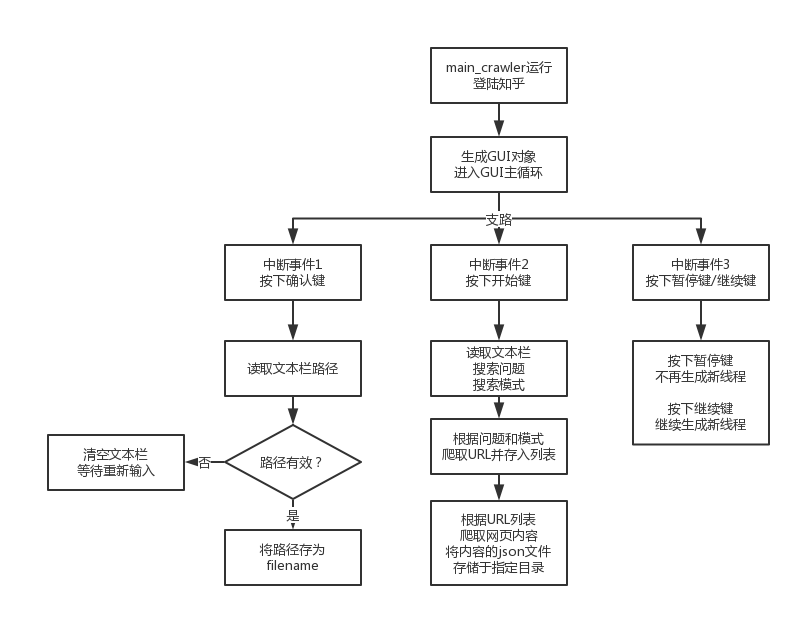 main_crawler运行
登陆知乎
生成GUI对象
进入GUI主循环
支路
中断事件1
按下确认键
中断事件2
按下开始键
中断事件3
按下暂停键/继续键
读取文本栏路径
读取文本栏
搜索问题
搜索模式
按下暂停键
不再生成新线程
按下继续键
继续生成新线程
清空文本栏
等待重新输入
否
路径有效？
根据问题和模式
爬取URL并存入列表
是
将路径存为
filename
根据URL列表
爬取网页内容
将内容的json文件
存储于指定目录